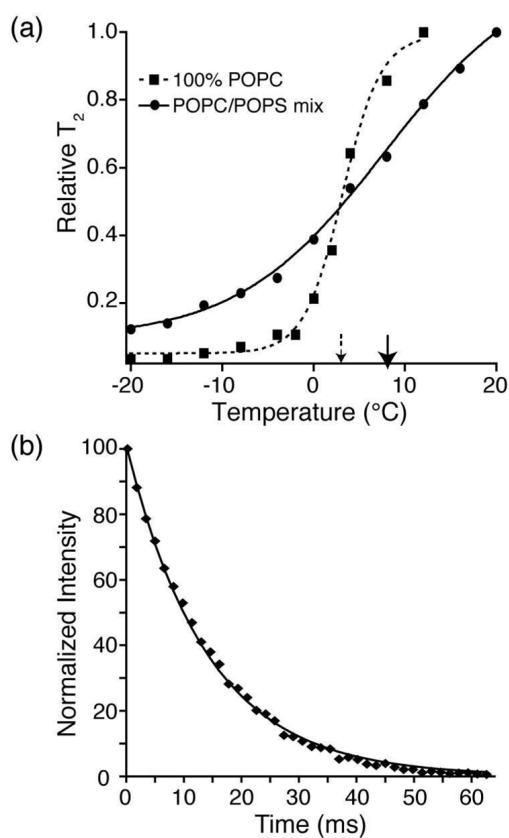 (a)
1.0
100% POPC
POPC/POPS mix
0.8
0.6
0.4
0.2
Relative T2
-20 -10 0 10 20
Temperature (°C)
(b)
100
80
60
40
20
0
Normalized Intensity
0 10 20 30 40 50 60
Time (ms)